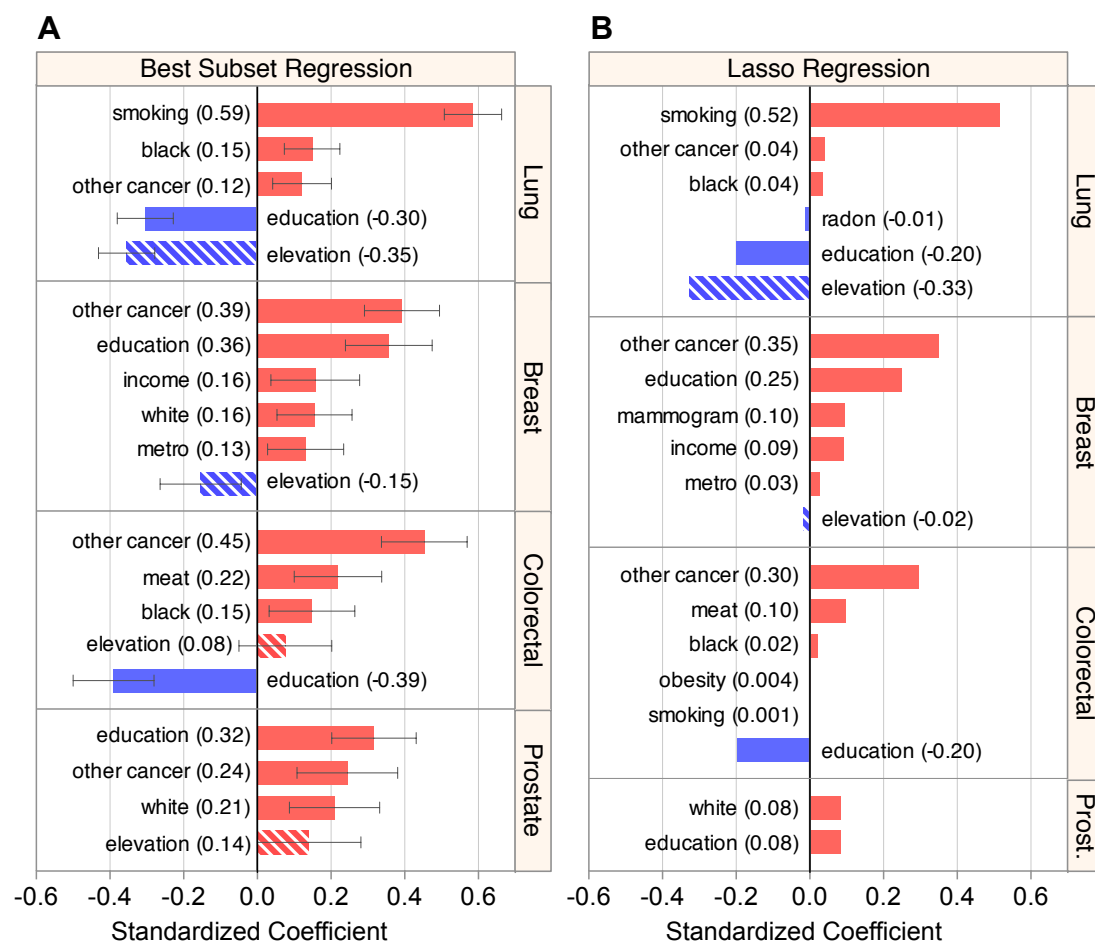 A
Best Subset Regression
smoking (0.59)
black (0.15)
other cancer (0.12)
education (-0.30)
elevation (-0.35)
Lung
other cancer (0.39)
education (0.36)
income (0.16)
white (0.16)
metro (0.13)
elevation (-0.15)
Breast
other cancer (0.45)
meat (0.22)
black (0.15)
elevation (0.08)
education (-0.39)
Colorectal
education (0.32)
other cancer (0.24)
white (0.21)
elevation (0.14)
Prostate
-0.6 -0.4 -0.2 0.0 0.2 0.4 0.6
Standardized Coefficient
B
Lasso Regression
smoking (0.52)
other cancer (0.04)
black (0.04)
radon (-0.01)
education (-0.20)
elevation (-0.33)
Lung
other cancer (0.35)
education (0.25)
mammogram (0.10)
income (0.09)
metro (0.03)
elevation (-0.02)
Breast
other cancer (0.30)
meat (0.10)
black (0.02)
obesity (0.004)
smoking (0.001)
education (-0.20)
Colorectal
white (0.08)
education (0.08)
Prost.
-0.6 -0.4 -0.2 0.0 0.2 0.4 0.6
Standardized Coefficient